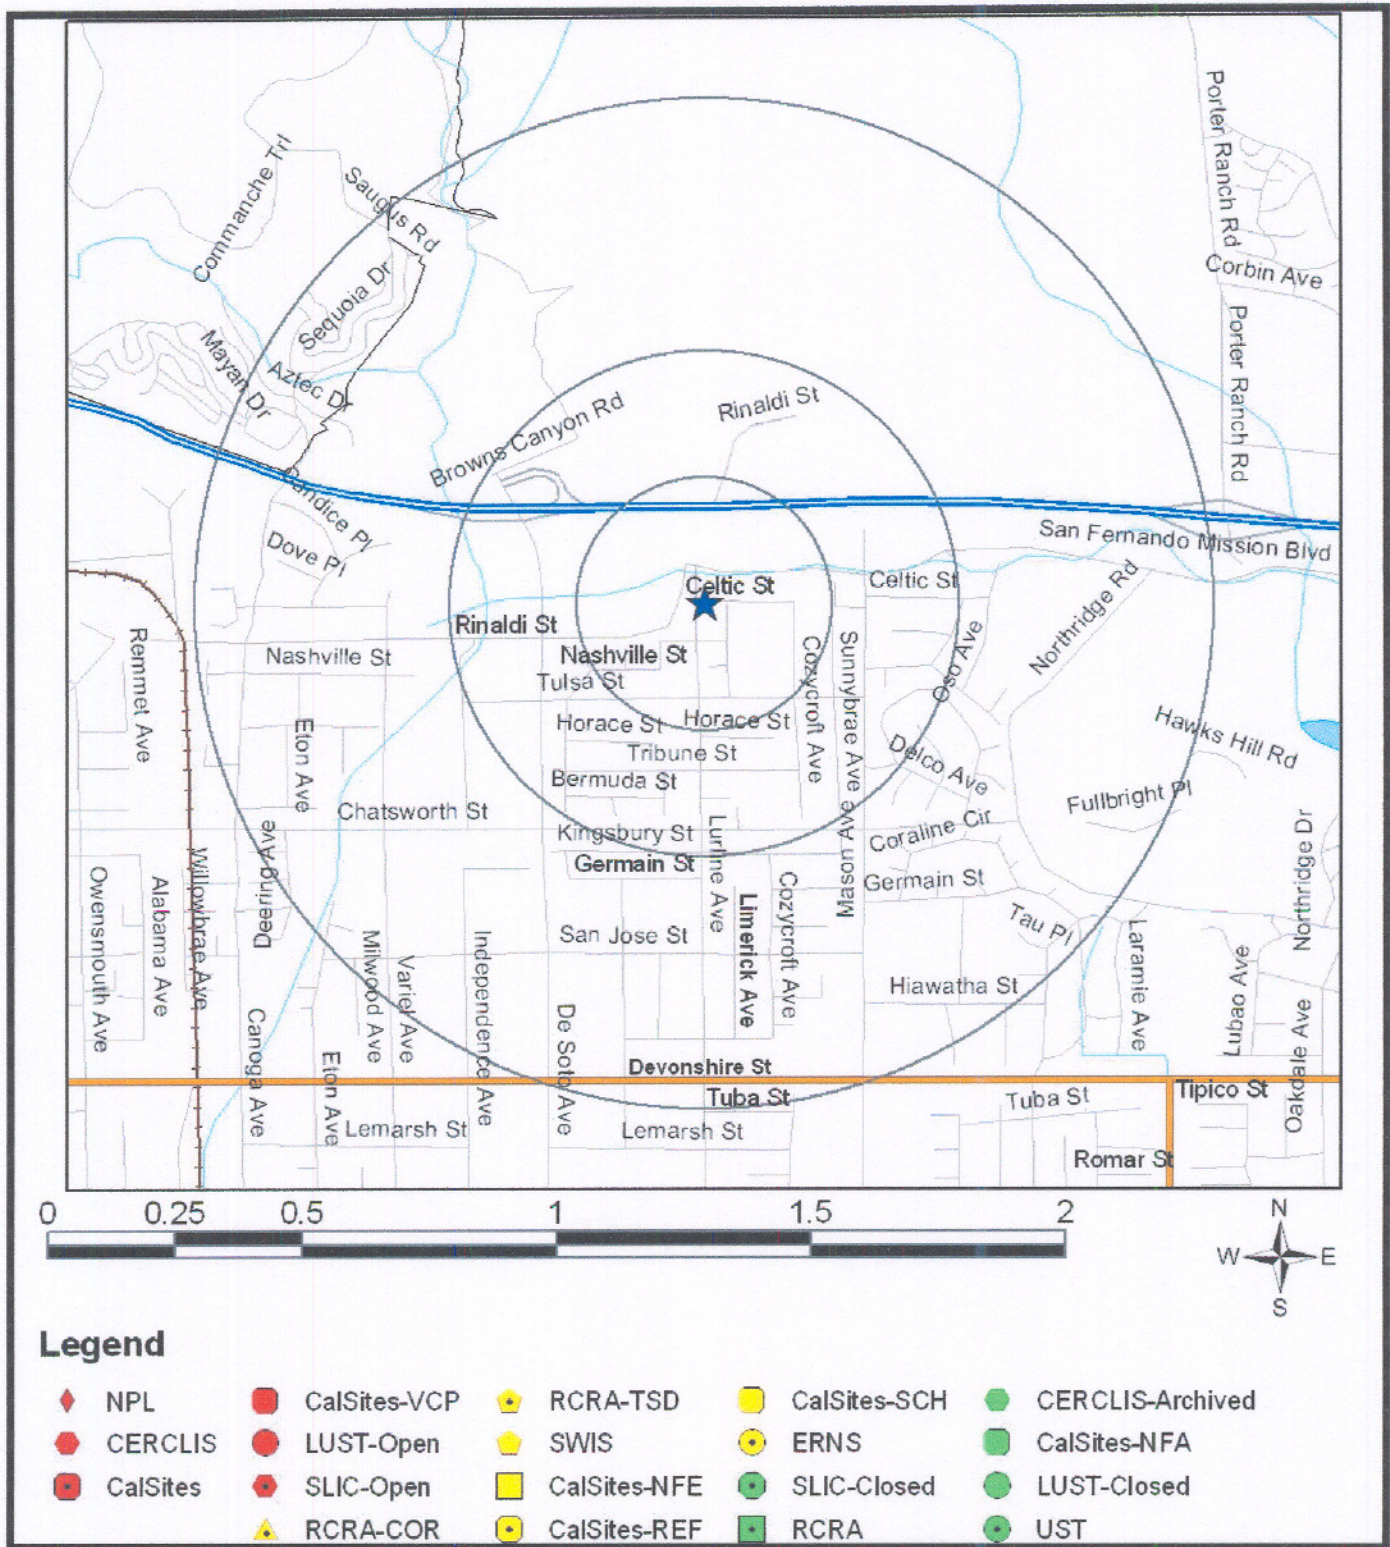 Porter Ranch Rd
Commanche Trl
Saugus Rd
Corbin Ave
Sequoia Dr
Porter Ranch Rd
Mayan Dr
Aztec Dr
Browns Canyon Rd
Rinaldi St
Candice Pl
San Fernando Mission Blvd
Dove Pl
Celtic St
Celtic St
Northridge Rd
Rinaldi St
Nashville St
Nashville St
Tulsa St
Remmet Ave
Cozycroft Ave
Sunnybrae Ave
Oso Ave
Horace St
Horace St
Hawks Hill Rd
Eton Ave
Tribune St
Delco Ave
Bermuda St
Fullbright Pl
Chatsworth St
Kingsbury St
Lurline Ave
Mason Ave
Coraline Cir
Northridge Dr
Deering Ave
Willowbrae Ave
Germain St
Germain St
Owensmouth Ave
Alabama Ave
Limerick Ave
Cozycroft Ave
Tau Pl
San Jose St
Laramie Ave
Milwood Ave
Variel Ave
Independence Ave
Lubao Ave
Hiawatha St
Canoga Ave
De Soto Ave
Oakdale Ave
Eton Ave
Devonshire St
Tuba St
Tuba St
Tipico St
Lemarsh St
Lemarsh St
Romar St
0 0.25 0.5 1 1.5 2
N
W E
S
Legend
NPL CalSites-VCP RCRA-TSD CalSites-SCH CERCLIS-Archived
CERCLIS LUST-Open SWIS ERNS CalSites-NFA
CalSites SLIC-Open CalSites-NFE SLIC-Closed LUST-Closed
RCRA-COR CalSites-REF RCRA UST